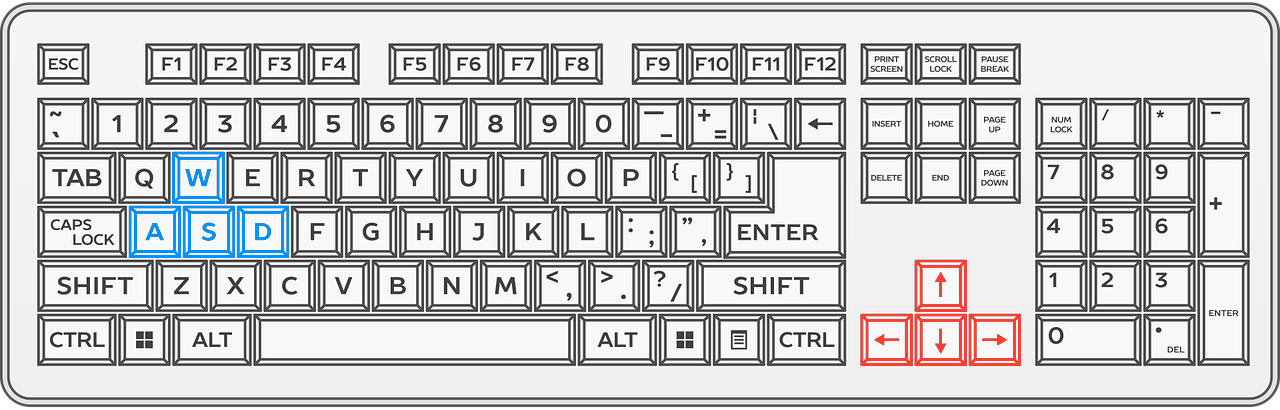 ESC F1 F2 F3 F4 F5 F6 F7 F8 F9 F10 F11 F12 PRINT SCREEN SCROLL LOCK PAUSE BREAK
~ ` 1 2 3 4 5 6 7 8 9 0 — _ + = ¦ \ ← INSERT HOME PAGE UP NUM LOCK / * −
TAB Q W E R T Y U I O P { [ } ] DELETE END PAGE DOWN 7 8 9 +
CAPS LOCK A S D F G H J K L : ; ” , ENTER 4 5 6
SHIFT Z X C V B N M < , > . ? / SHIFT ↑ 1 2 3 ENTER
CTRL ALT ALT CTRL ← ↓ → 0 • DEL